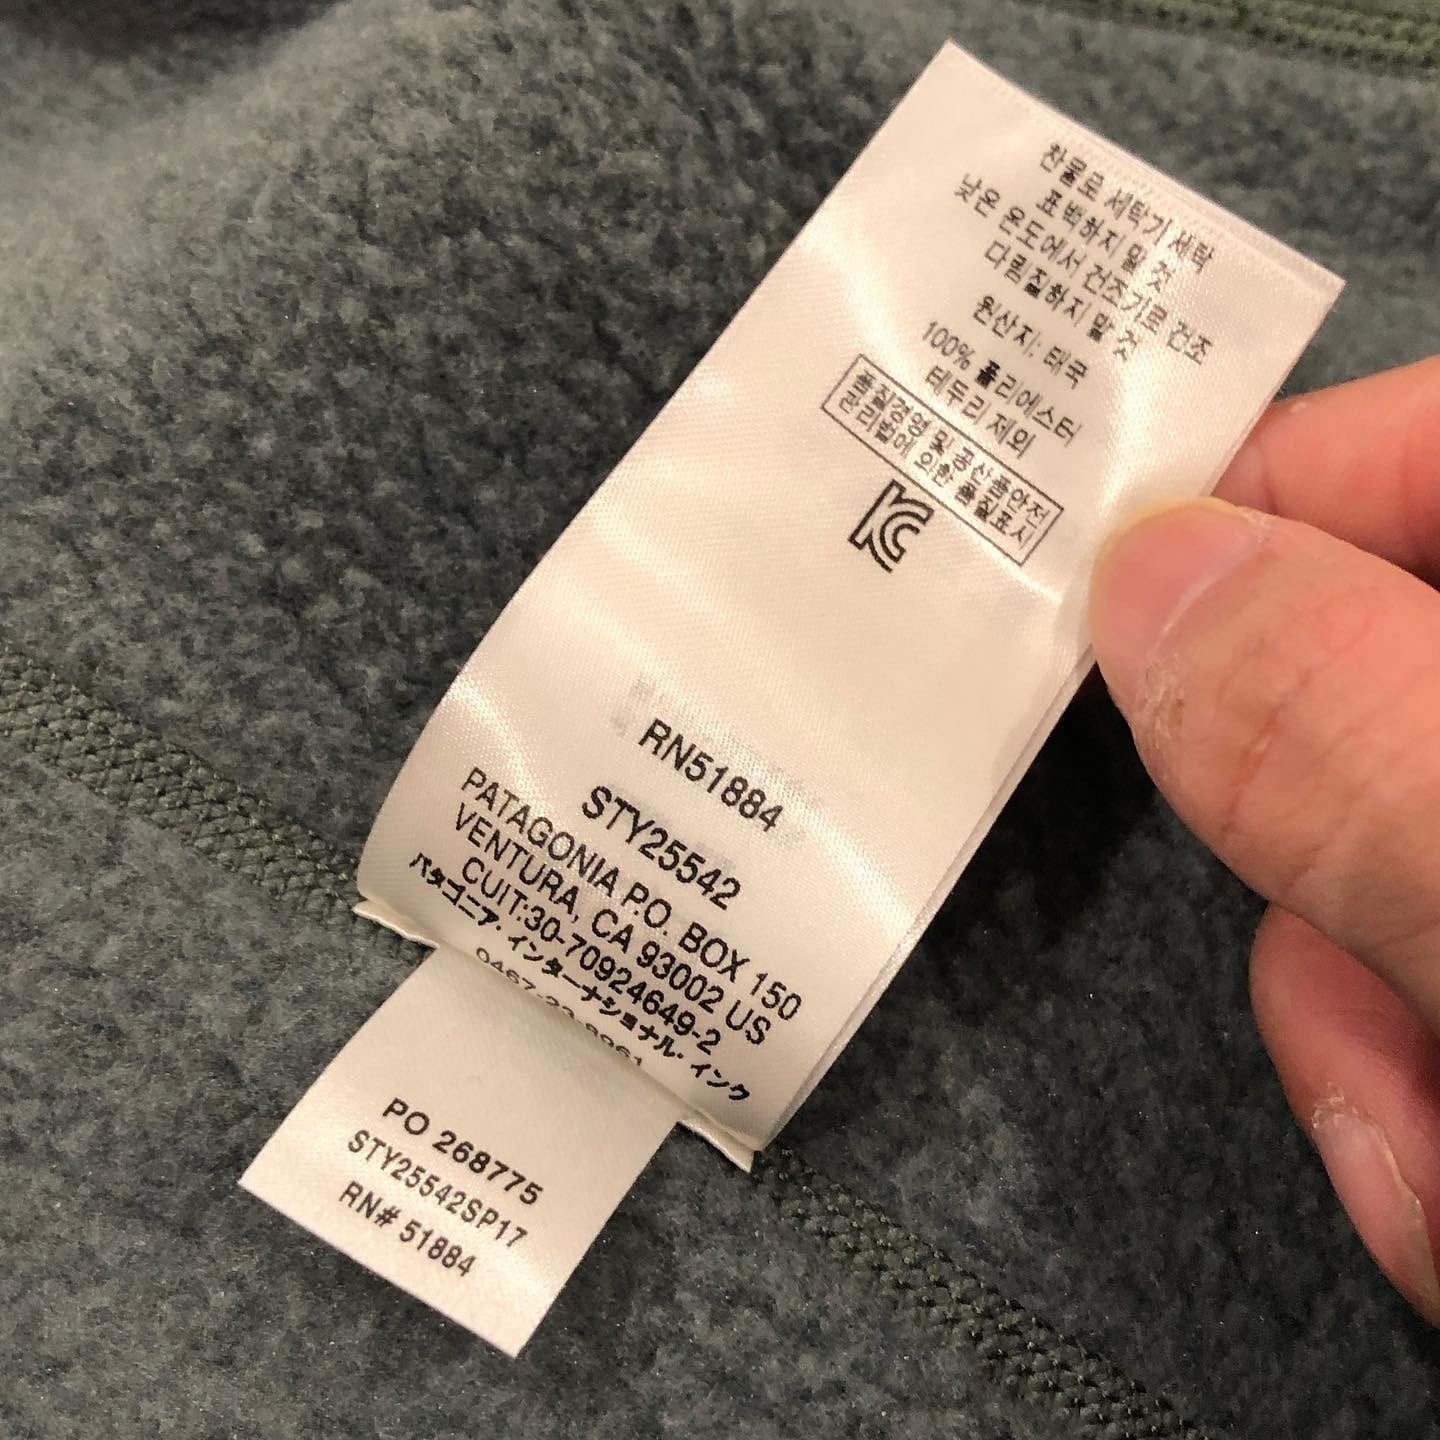 찬물로 세탁기 세탁
표백하지 말 것
낮은 온도에서 건조기로 건조
다림질하지 말 것
원산지: 태국
100% 폴리에스터
테두리 제외
품질경영 및 공산품안전
관리법에 의한 품질표시
KC
RN51884
STY25542
PATAGONIA P.O. BOX 150
VENTURA, CA 93002 US
CUIT:30-70924649-2
パタゴニア・インターナショナル・インク
0467-23-8961
PO 268775
STY25542SP17
RN# 51884